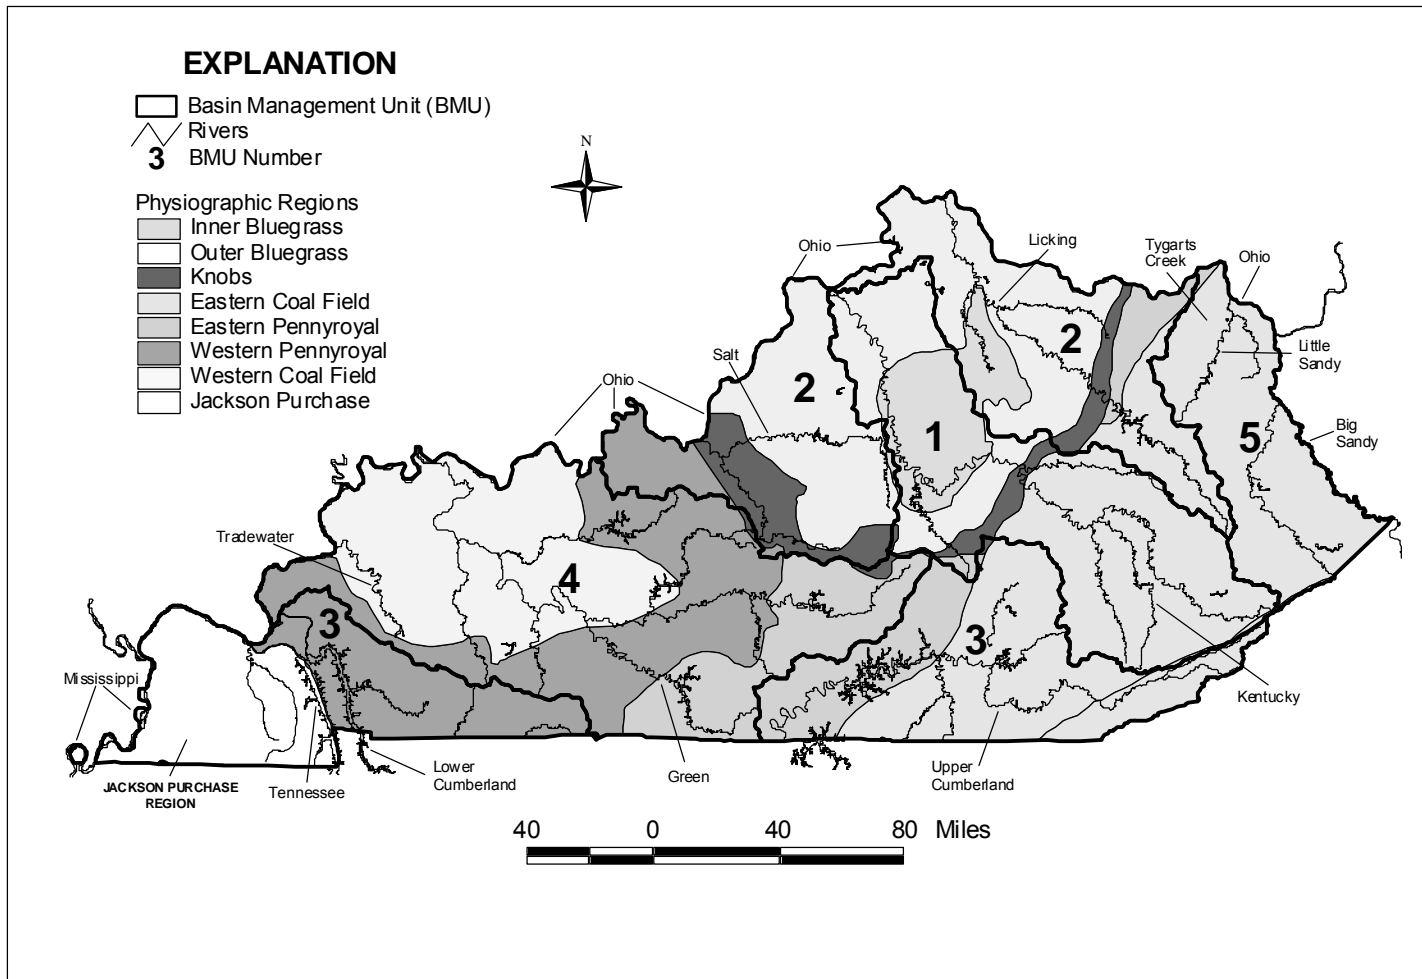 EXPLANATION
Basin Management Unit (BMU)
Rivers
3 BMU Number
Physiographic Regions
Inner Bluegrass
Outer Bluegrass
Knobs
Eastern Coal Field
Eastern Pennyroyal
Western Pennyroyal
Western Coal Field
Jackson Purchase
N
Ohio
Licking
Tygarts
Creek
Ohio
2
Little
Sandy
Salt
Ohio
2
1
5
Big
Sandy
Tradewater
4
3
3
Mississippi
Kentucky
JACKSON PURCHASE
REGION
Tennessee
Lower
Cumberland
Green
Upper
Cumberland
40 0 40 80 Miles